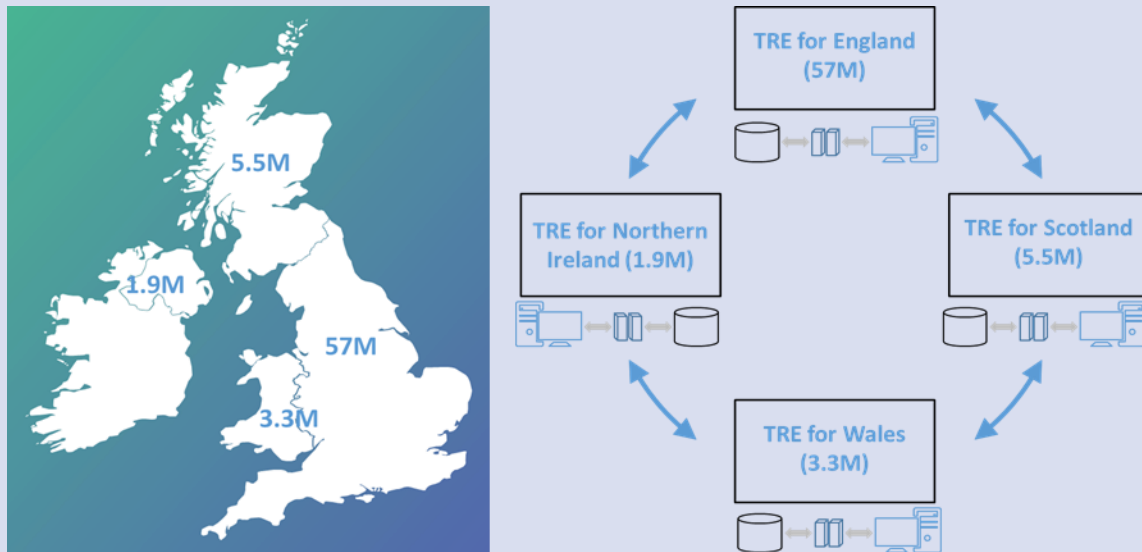 5.5M
1.9M
57M
3.3M
TRE for England
(57M)
TRE for Northern
Ireland (1.9M)
TRE for Scotland
(5.5M)
TRE for Wales
(3.3M)